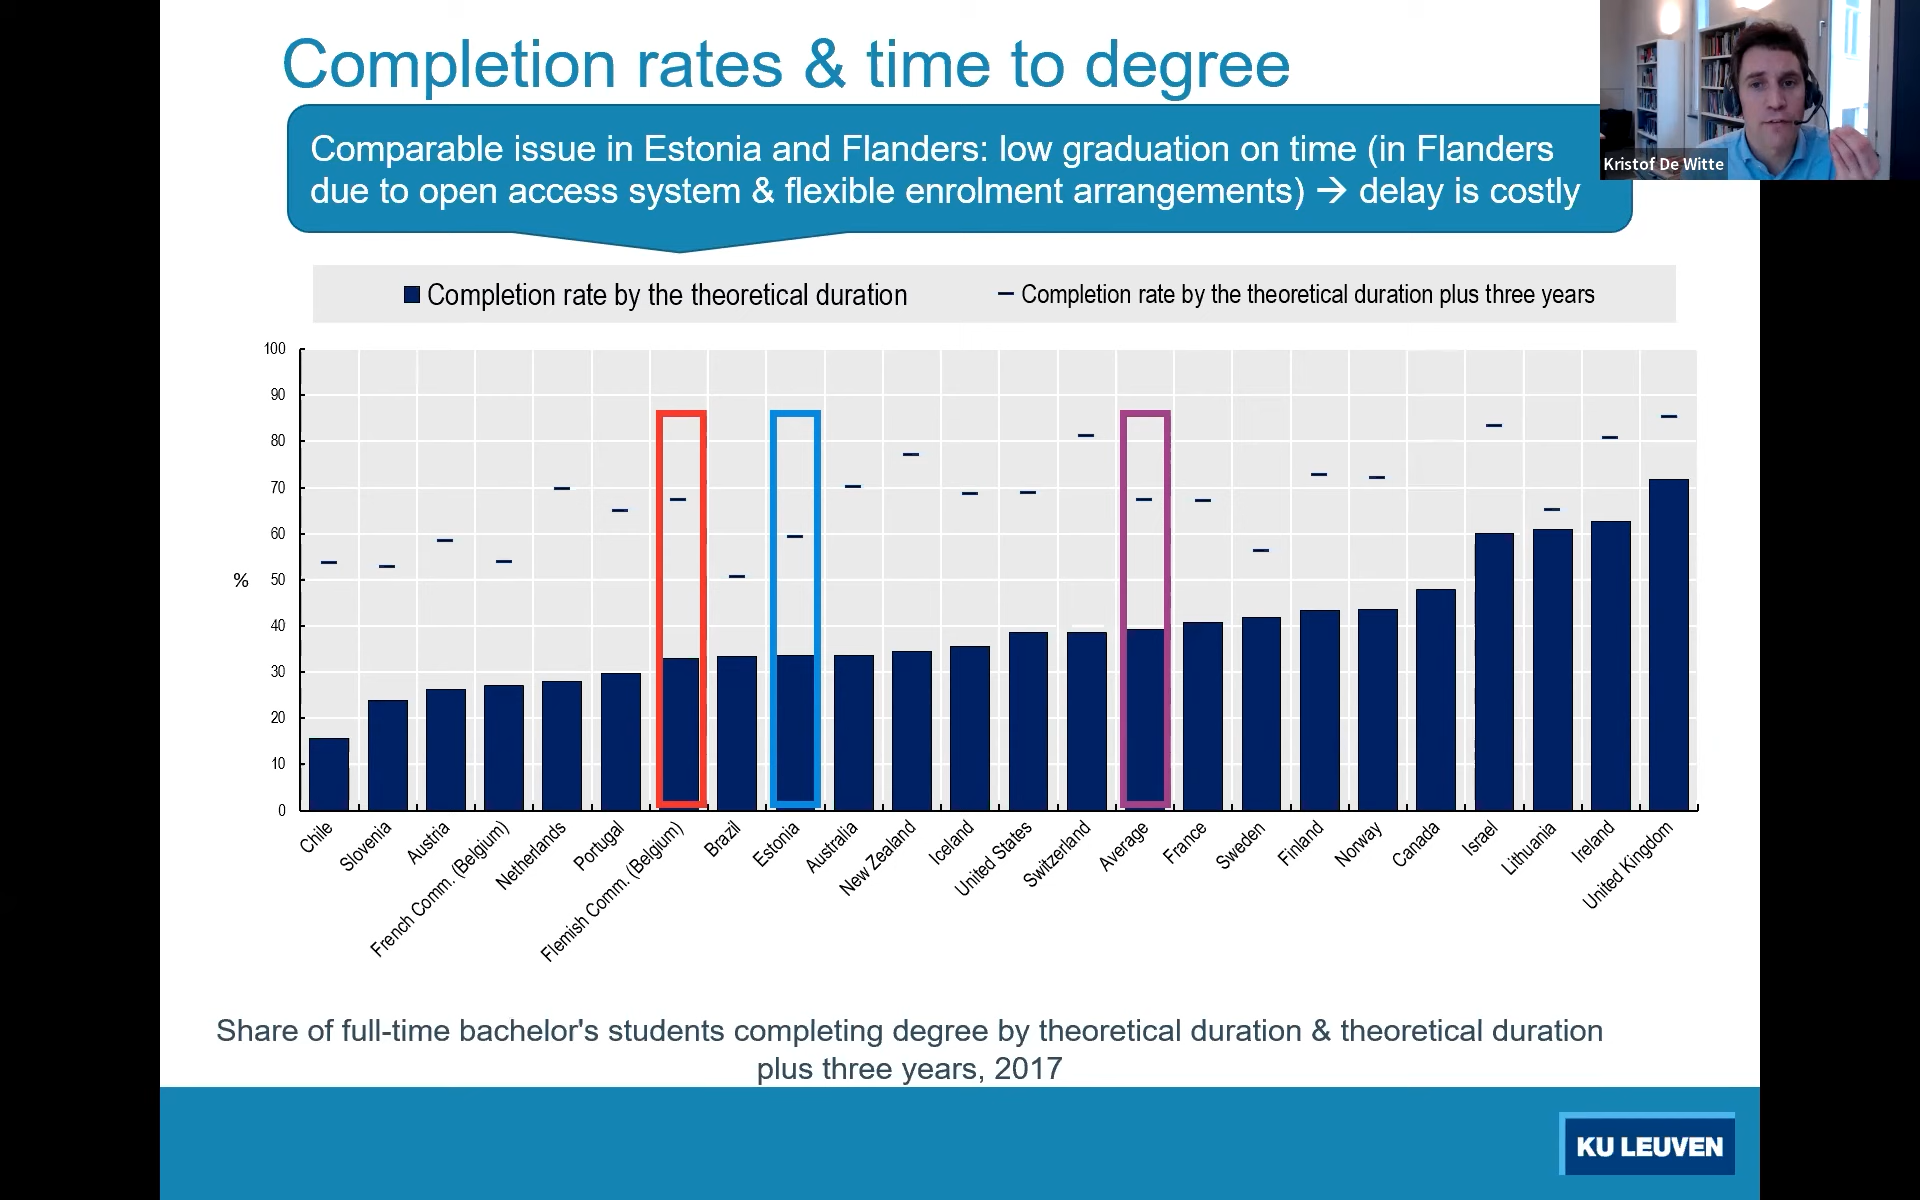 Completion rates & time to degree
Comparable issue in Estonia and Flanders: low graduation on time (in Flanders
due to open access system & flexible enrolment arrangements) → delay is costly
Kristof De Witte
Completion rate by the theoretical duration
Completion rate by the theoretical duration plus three years
100
90
80
70
60
50
40
30
20
10
0
%
Chile
Slovenia
Austria
French Comm. (Belgium)
Netherlands
Portugal
Flemish Comm. (Belgium)
Brazil
Estonia
Australia
New Zealand
Iceland
United States
Switzerland
Average
France
Sweden
Finland
Norway
Canada
Israel
Lithuania
Ireland
United Kingdom
Share of full-time bachelor's students completing degree by theoretical duration & theoretical duration
plus three years, 2017
KU LEUVEN